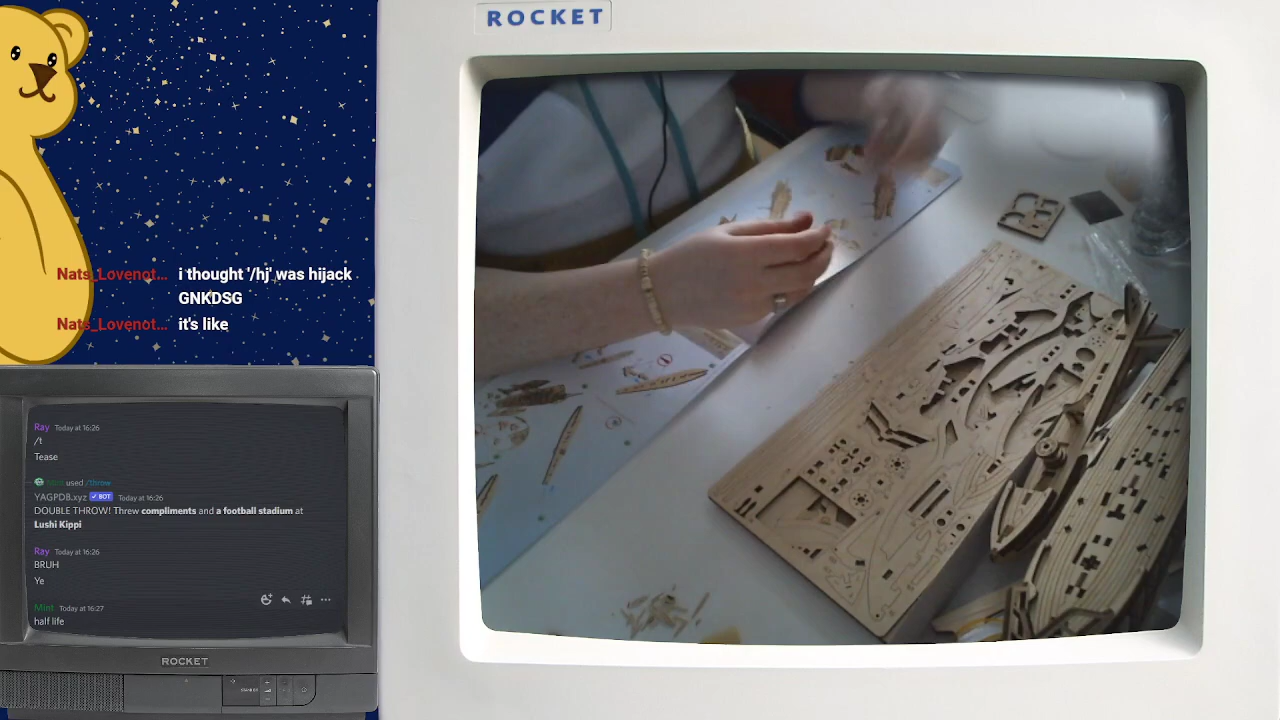 ROCKET
Nats_Lovenot... i thought '/hj' was hijack
GNKDSG
Nats_Lovenot... it's like
Ray Today at 16:26
/t
Tease
Mint used /throw
YAGPDB.xyz ✓ BOT Today at 16:26
DOUBLE THROW! Threw compliments and a football stadium at
Lushi Kippi
Ray Today at 16:26
BRUH
Ye
Mint Today at 16:27
half life
ROCKET